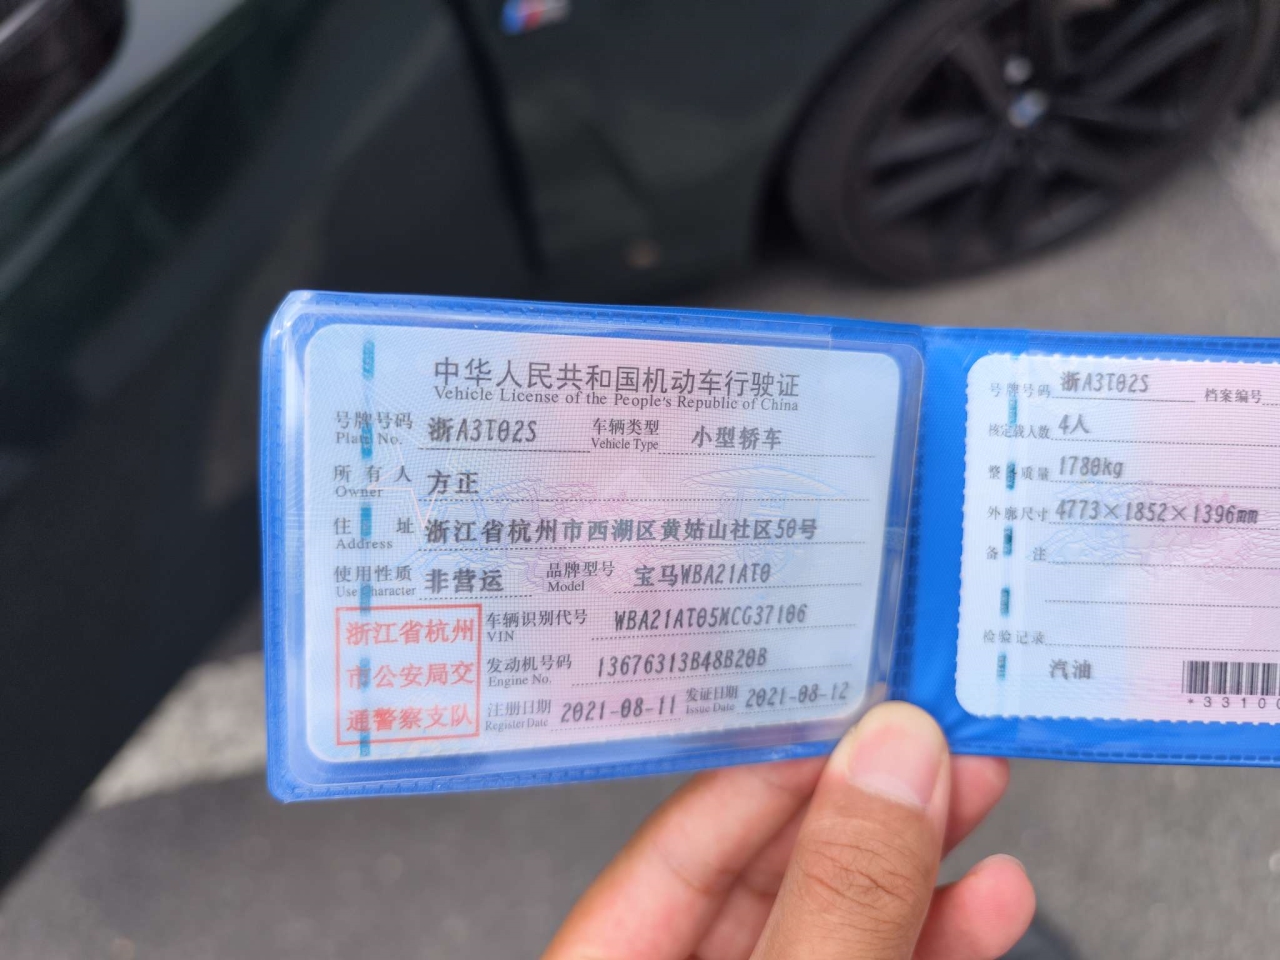 中华人民共和国机动车行驶证
Vehicle License of the People's Republic of China
号牌号码 浙A3T02S 车辆类型 小型轿车
Plate No. Vehicle Type
所有人 方正
Owner
住址 浙江省杭州市西湖区黄姑山社区50号
Address
使用性质 非营运 品牌型号 宝马WBA21AT0
Use Character Model
浙江省杭州
市公安局交
通警察支队
车辆识别代号 WBA21AT05MCG37106
VIN
发动机号码 13676313B48B20B
Engine No.
注册日期 2021-08-11 发证日期 2021-08-12
Register Date Issue Date
号牌号码 浙A3T02S 档案编号
核定载人数 4人
整备质量 1780kg
外廓尺寸 4773×1852×1396mm
备注
检验记录
汽油
*3310